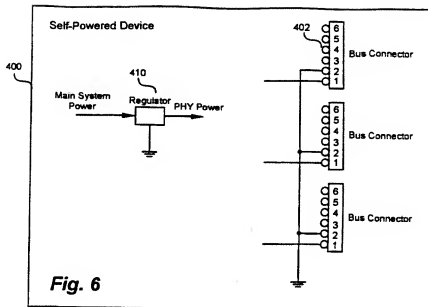 Self-Powered Device
400
410
Main System
Power
Regulator
PHY Power
402
6
5
4
3
2
1
Bus Connector
6
5
4
3
2
1
Bus Connector
6
5
4
3
2
1
Bus Connector
Fig. 6